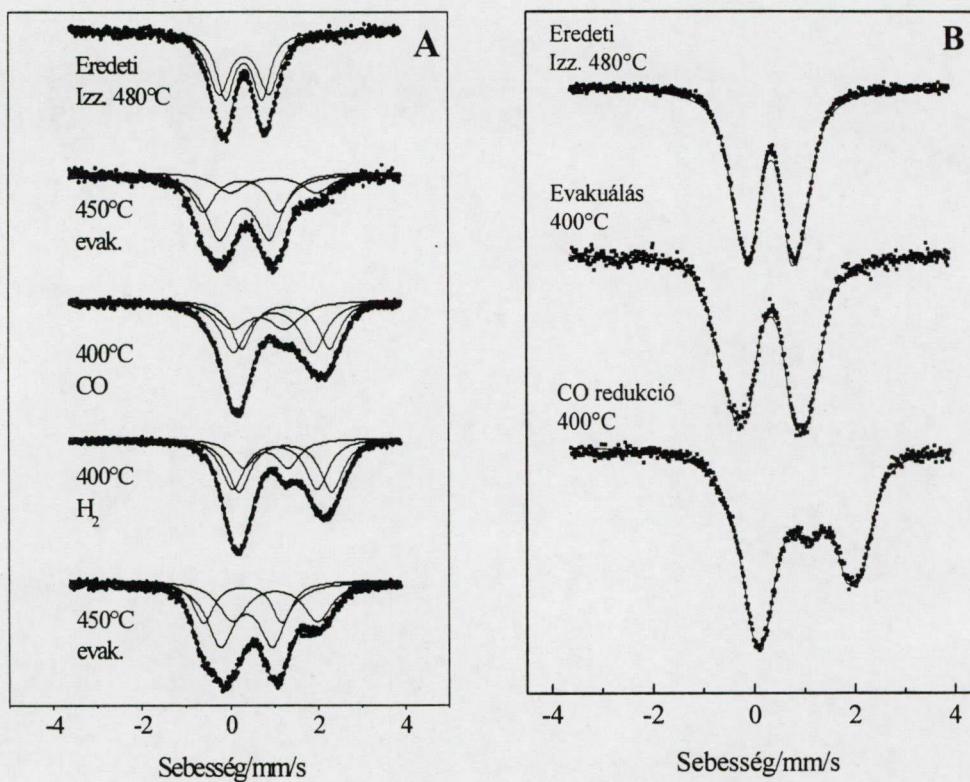 A
Eredeti
Izz. 480°C
450°C
evak.
400°C
CO
400°C
H₂
450°C
evak.
-4 -2 0 2 4
Sebesség/mm/s
B
Eredeti
Izz. 480°C
Evakuálás
400°C
CO redukció
400°C
-4 -2 0 2 4
Sebesség/mm/s